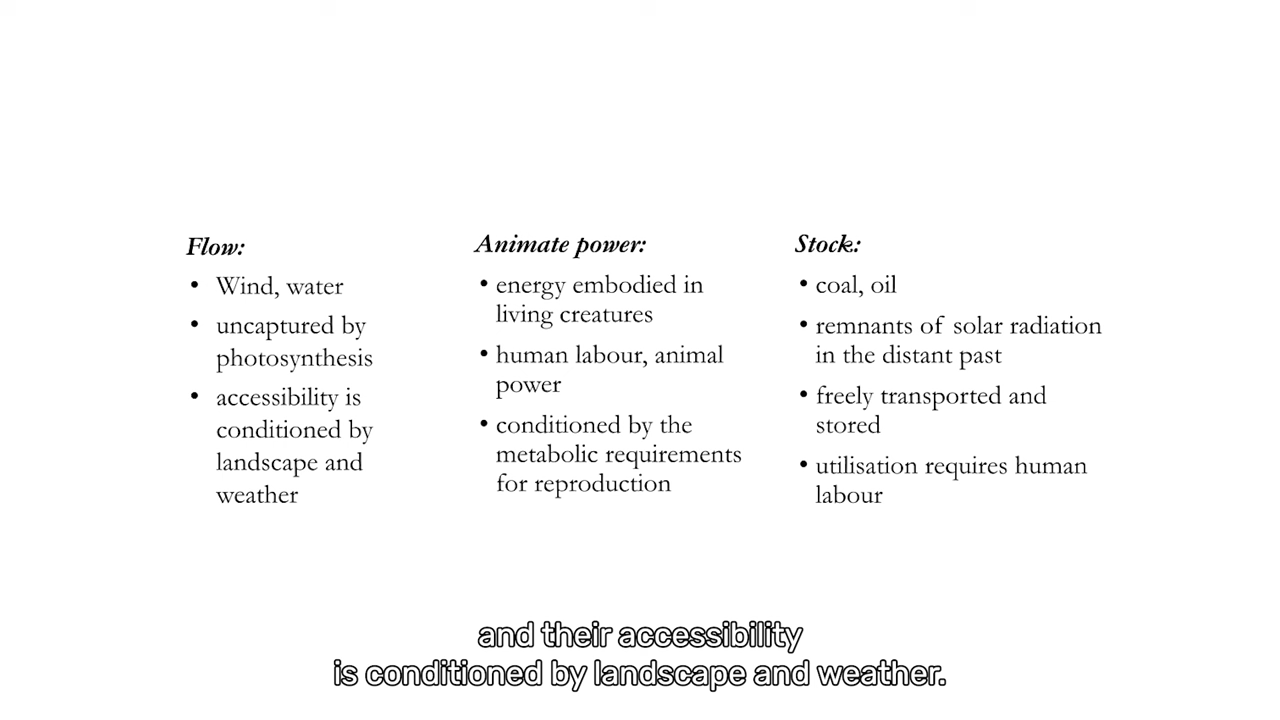 Flow:
• Wind, water
• uncaptured by
photosynthesis
• accessibility is
conditioned by
landscape and
weather
Animate power:
• energy embodied in
living creatures
• human labour, animal
power
• conditioned by the
metabolic requirements
for reproduction
Stock:
• coal, oil
• remnants of solar radiation
in the distant past
• freely transported and
stored
• utilisation requires human
labour
and their accessibility
is conditioned by landscape and weather.